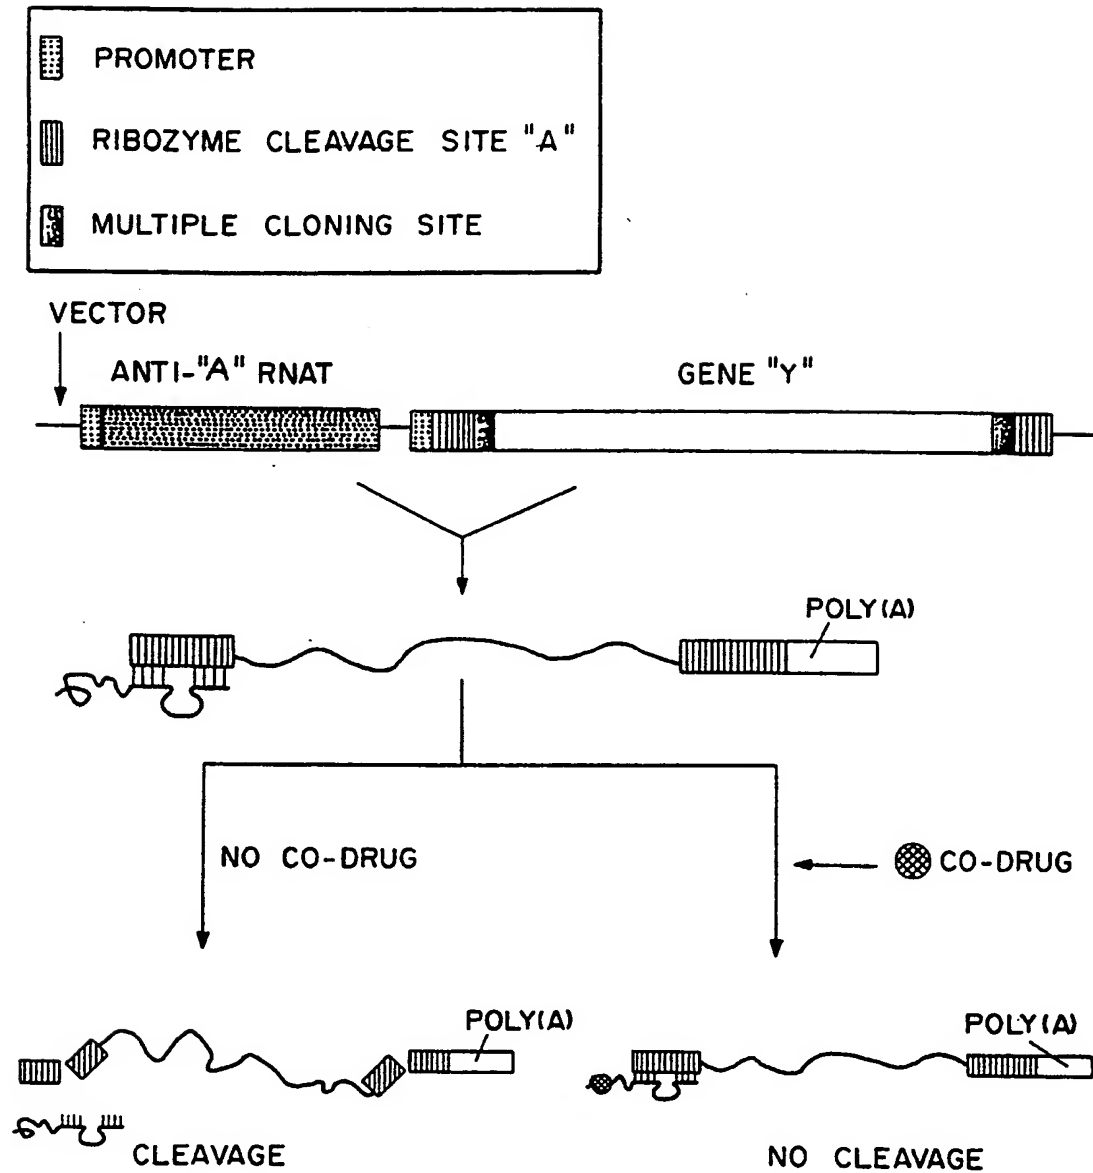 PROMOTER
RIBOZYME CLEAVAGE SITE "A"
MULTIPLE CLONING SITE
VECTOR
ANTI-"A" RNAT
GENE "Y"
POLY(A)
NO CO-DRUG
CO-DRUG
POLY(A)
POLY(A)
CLEAVAGE
NO CLEAVAGE